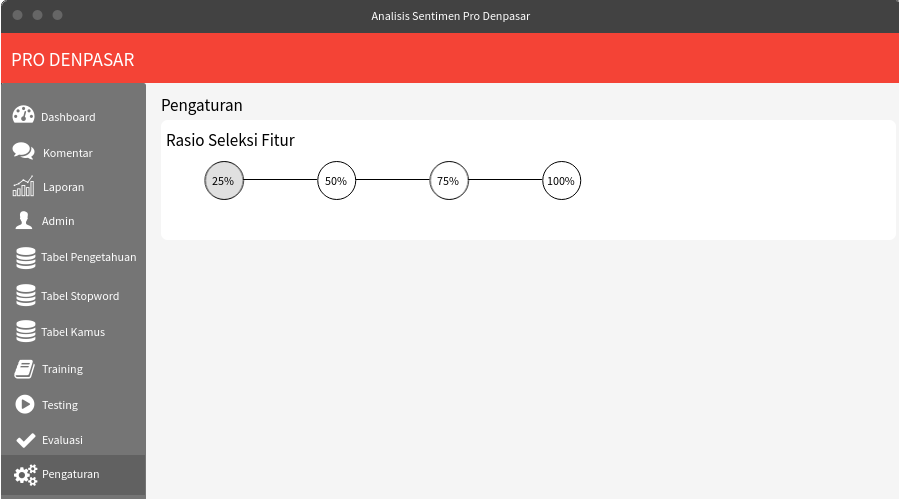 Analisis Sentimen Pro Denpasar
PRO DENPASAR
Dashboard
Komentar
Laporan
Admin
Tabel Pengetahuan
Tabel Stopword
Tabel Kamus
Training
Testing
Evaluasi
Pengaturan
Pengaturan
Rasio Seleksi Fitur
25% 50% 75% 100%